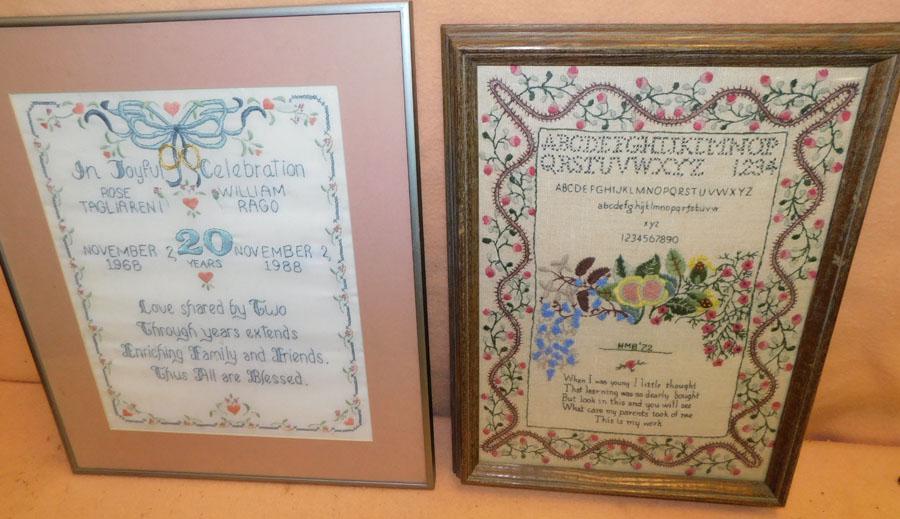 In Joyful Celebration
ROSE & WILLIAM
TAGLIARENI RAGO
NOVEMBER 2, 20 NOVEMBER 2,
1968 YEARS 1988
Love shared by Two
Through years extends
Enriching Family and Friends.
Thus All are Blessed.
ABCDEFGHIJKLMNOP
QRSTUVWXYZ 1234
ABCDEFGHIJKLMNOPQRSTUVWXYZ
abcdefghijklmnopqrstuvw
xyz
1234567890
HMB '72
When I was young I little thought
That learning was so dearly bought
But look in this and you will see
What care my parents took of me
This is my work